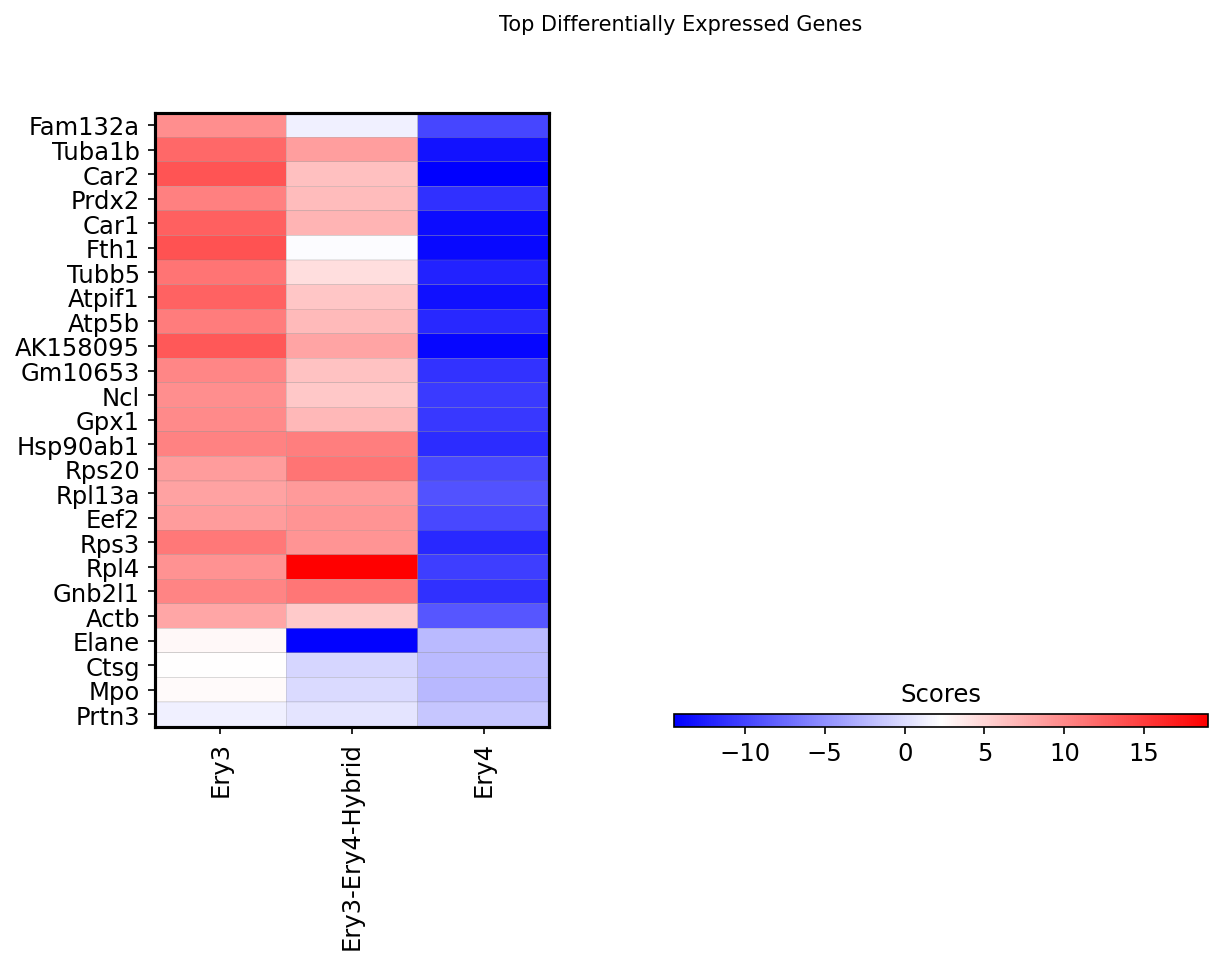 Top Differentially Expressed Genes
Fam132a
Tuba1b
Car2
Prdx2
Car1
Fth1
Tubb5
Atpif1
Atp5b
AK158095
Gm10653
Ncl
Gpx1
Hsp90ab1
Rps20
Rpl13a
Eef2
Rps3
Rpl4
Gnb2l1
Actb
Elane
Ctsg
Mpo
Prtn3
Ery3
Ery3-Ery4-Hybrid
Ery4
Scores
−10 −5 0 5 10 15